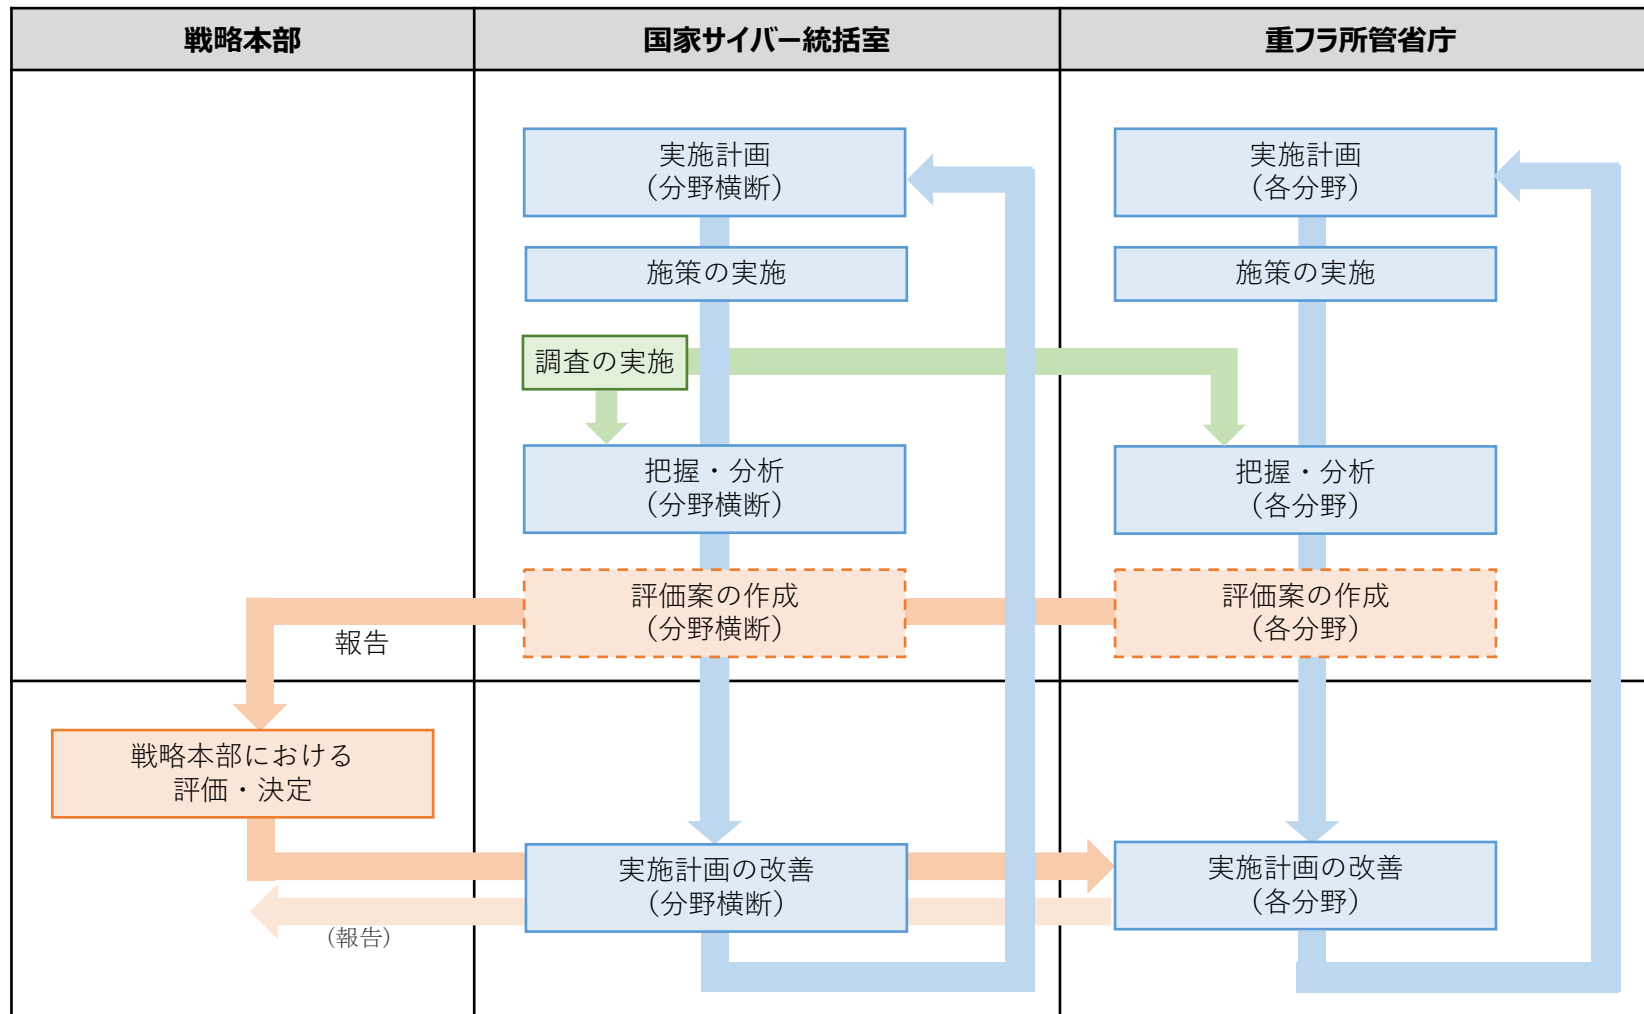 戦略本部
国家サイバー統括室
重フラ所管省庁
実施計画
（分野横断）
実施計画
（各分野）
施策の実施
施策の実施
調査の実施
把握・分析
（分野横断）
把握・分析
（各分野）
評価案の作成
（分野横断）
評価案の作成
（各分野）
報告
戦略本部における
評価・決定
実施計画の改善
（分野横断）
実施計画の改善
（各分野）
（報告）